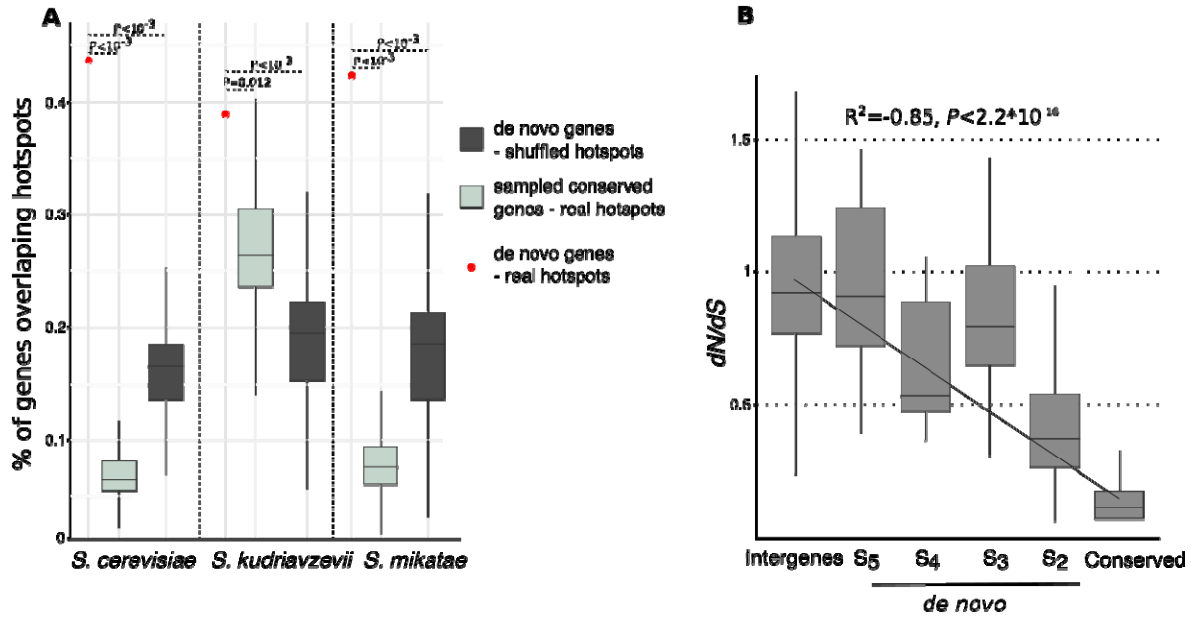 A
P<10-3
P<10-3
P<10 3
P=0.012
P<10-3
P<10-3
0.4
0.3
0.2
0.1
0
% of genes overlaping hotspots
S. cerevisiae
S. kudriavzevii
S. mikatae
de novo genes
- shuffled hotspots
sampled conserved
gonos - real hotspots
de novo genes
- real hotspots
B
R2=-0.85, P<2.2*10 16
1.5
1
0.5
dN/dS
Intergenes
S5
S4
S3
S2
Conserved
de novo